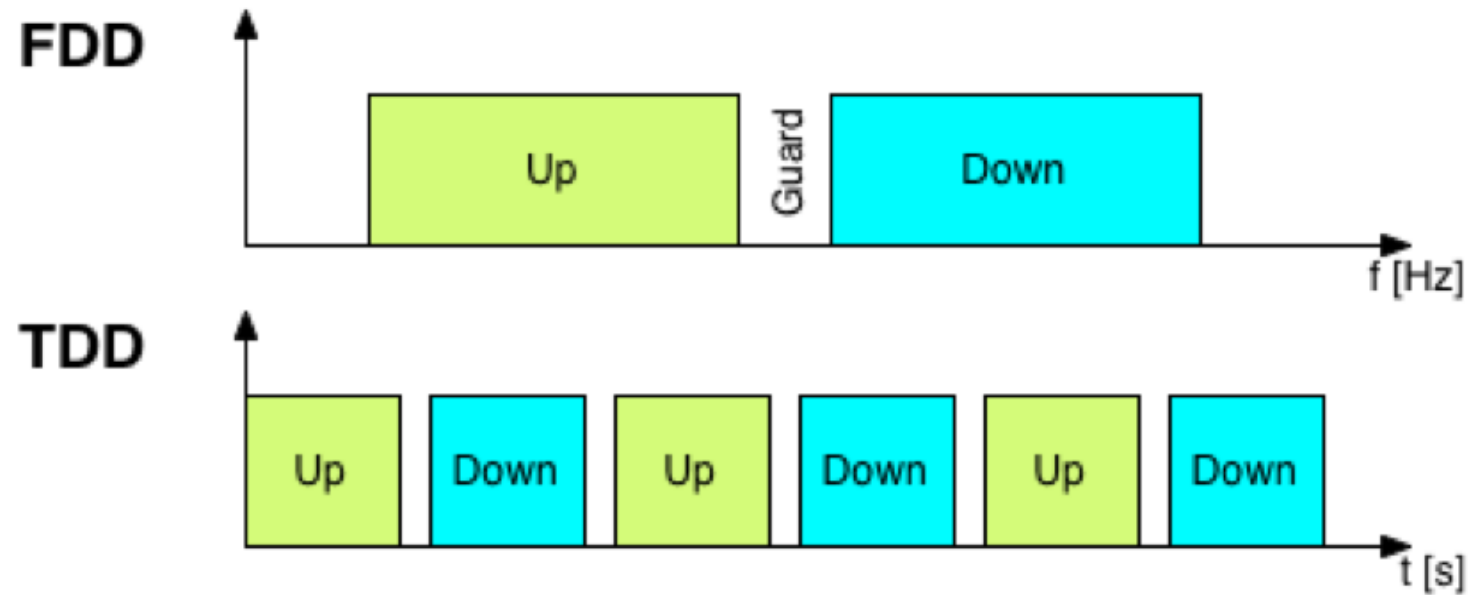 FDD
Up
Guard
Down
f [Hz]
TDD
Up Down Up Down Up Down
t [s]